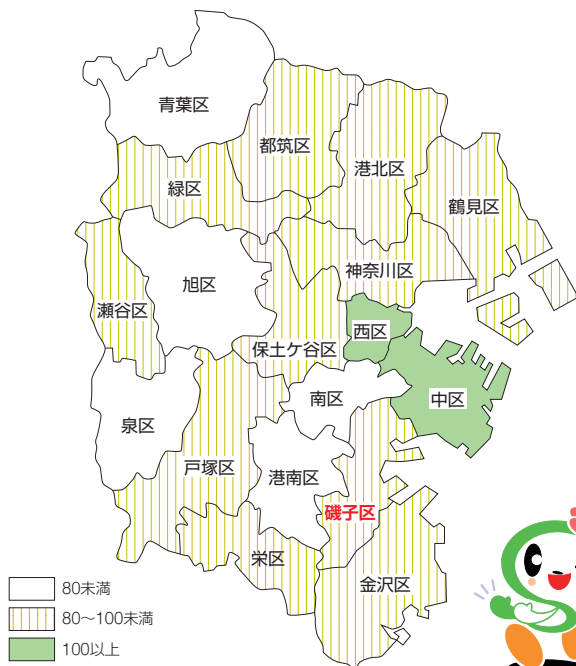 青葉区
都筑区
港北区
緑区
鶴見区
神奈川区
旭区
瀬谷区
西区
保土ケ谷区
南区
中区
泉区
戸塚区
港南区
磯子区
栄区
金沢区
80未満
80〜100未満
100以上